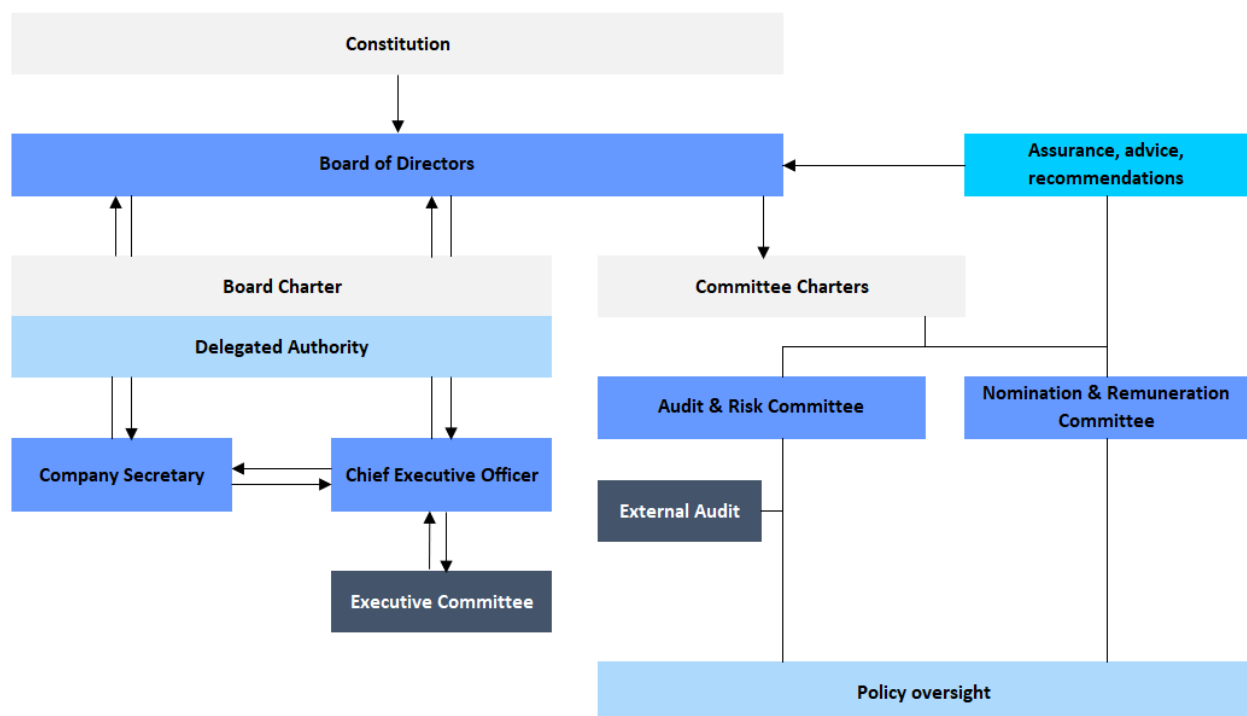 Constitution
Board of Directors
Assurance, advice,
recommendations
Board Charter
Committee Charters
Delegated Authority
Audit & Risk Committee
Nomination & Remuneration
Committee
Company Secretary
Chief Executive Officer
External Audit
Executive Committee
Policy oversight